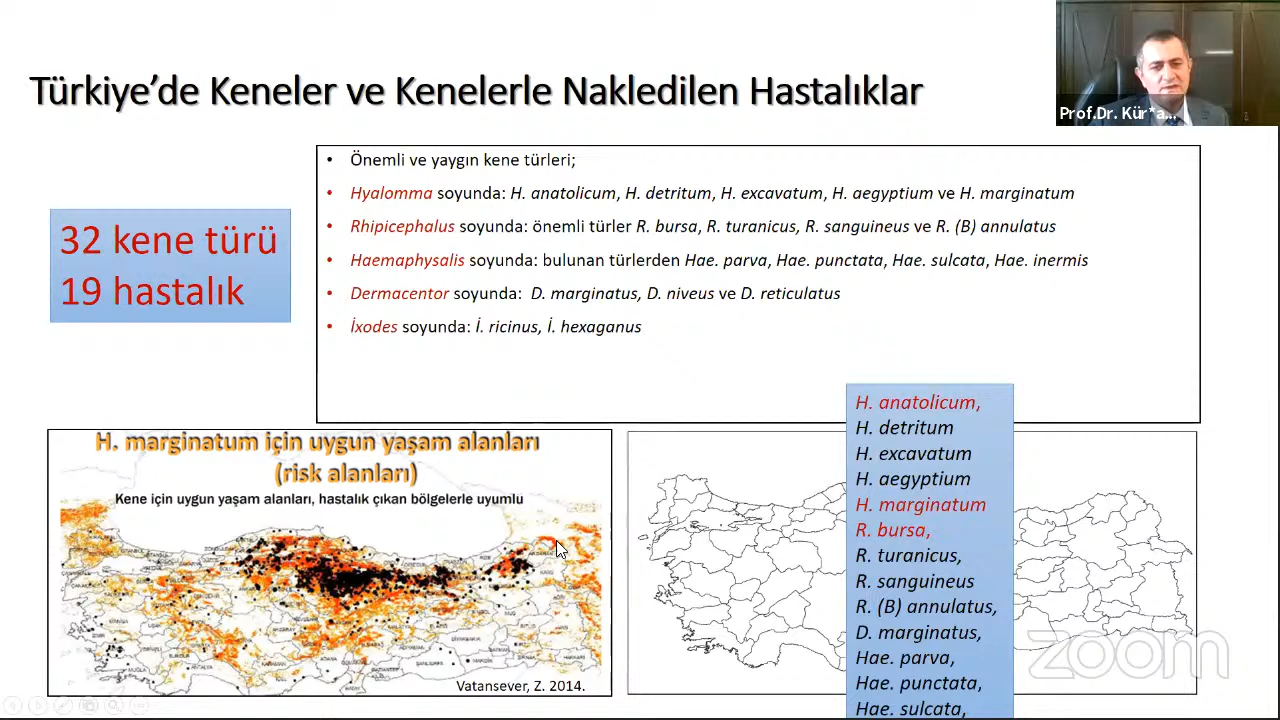 Türkiye’de Keneler ve Kenelerle Nakledilen Hastalıklar
Prof.Dr. Kür*a...
32 kene türü
19 hastalık
• Önemli ve yaygın kene türleri;
• Hyalomma soyunda: H. anatolicum, H. detritum, H. excavatum, H. aegyptium ve H. marginatum
• Rhipicephalus soyunda: önemli türler R. bursa, R. turanicus, R. sanguineus ve R. (B) annulatus
• Haemaphysalis soyunda: bulunan türlerden Hae. parva, Hae. punctata, Hae. sulcata, Hae. inermis
• Dermacentor soyunda: D. marginatus, D. niveus ve D. reticulatus
• İxodes soyunda: İ. ricinus, İ. hexaganus
H. marginatum için uygun yaşam alanları
(risk alanları)
Kene için uygun yaşam alanları, hastalık çıkan bölgelerle uyumlu
Vatansever, Z. 2014.
H. anatolicum,
H. detritum
H. excavatum
H. aegyptium
H. marginatum
R. bursa,
R. turanicus,
R. sanguineus
R. (B) annulatus,
D. marginatus,
Hae. parva,
Hae. punctata,
Hae. sulcata,
zoom